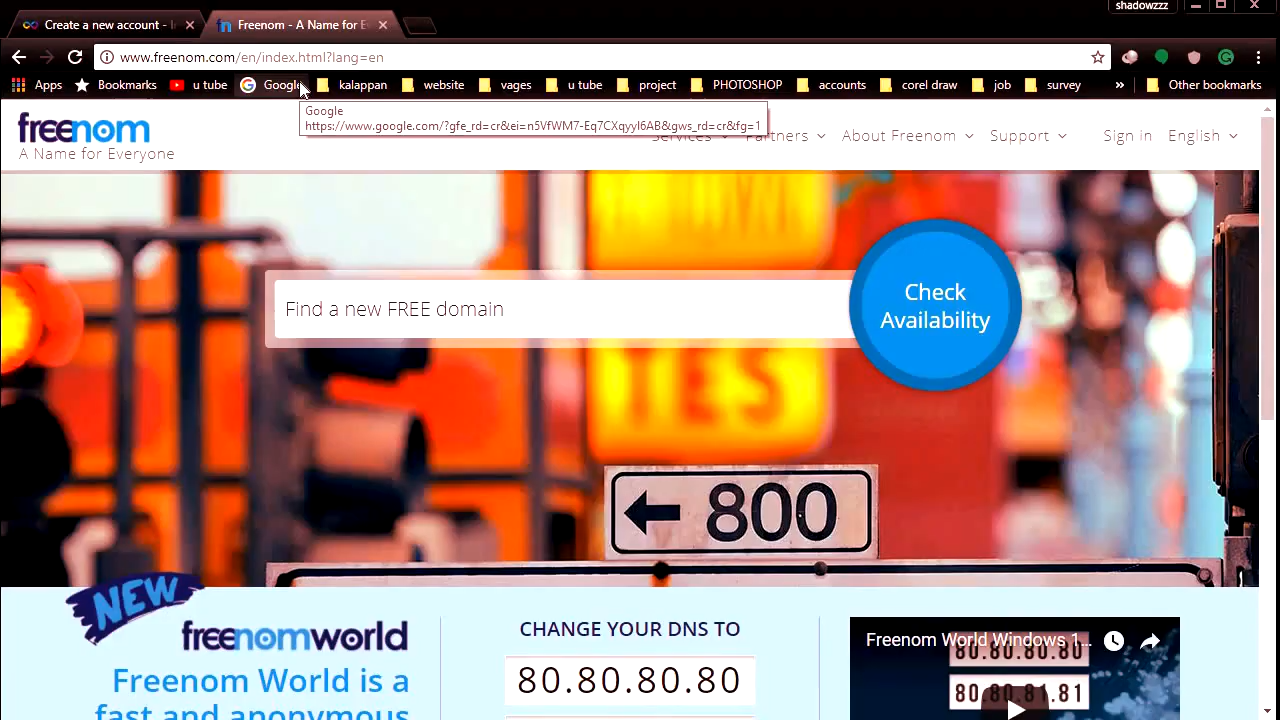 shadowzzz
Create a new account - I
Freenom - A Name for E
www.freenom.com/en/index.html?lang=en
Apps Bookmarks u tube Google kalappan website vages u tube project PHOTOSHOP accounts corel draw job survey » Other bookmarks
Google
https://www.google.com/?gfe_rd=cr&ei=n5VfWM7-Eq7CXqyyl6AB&gws_rd=cr&fg=1
freenom
A Name for Everyone
Services Partners About Freenom Support Sign in English
YES
Find a new FREE domain
Check
Availability
800
NEW
freenomworld
Freenom World is a
fast and anonymous
CHANGE YOUR DNS TO
80.80.80.80
Freenom World Windows 1...
80.80.80.80
80.80.81.81